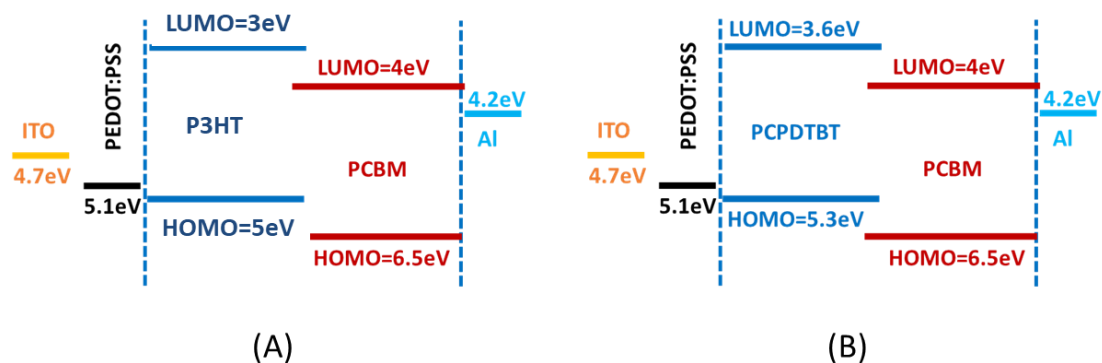 LUMO=3eV
PEDOT:PSS
LUMO=4eV
4.2eV
ITO
P3HT
Al
4.7eV
PCBM
5.1eV
HOMO=5eV
HOMO=6.5eV
(A)
LUMO=3.6eV
PEDOT:PSS
LUMO=4eV
4.2eV
ITO
PCPDTBT
Al
4.7eV
PCBM
5.1eV
HOMO=5.3eV
HOMO=6.5eV
(B)